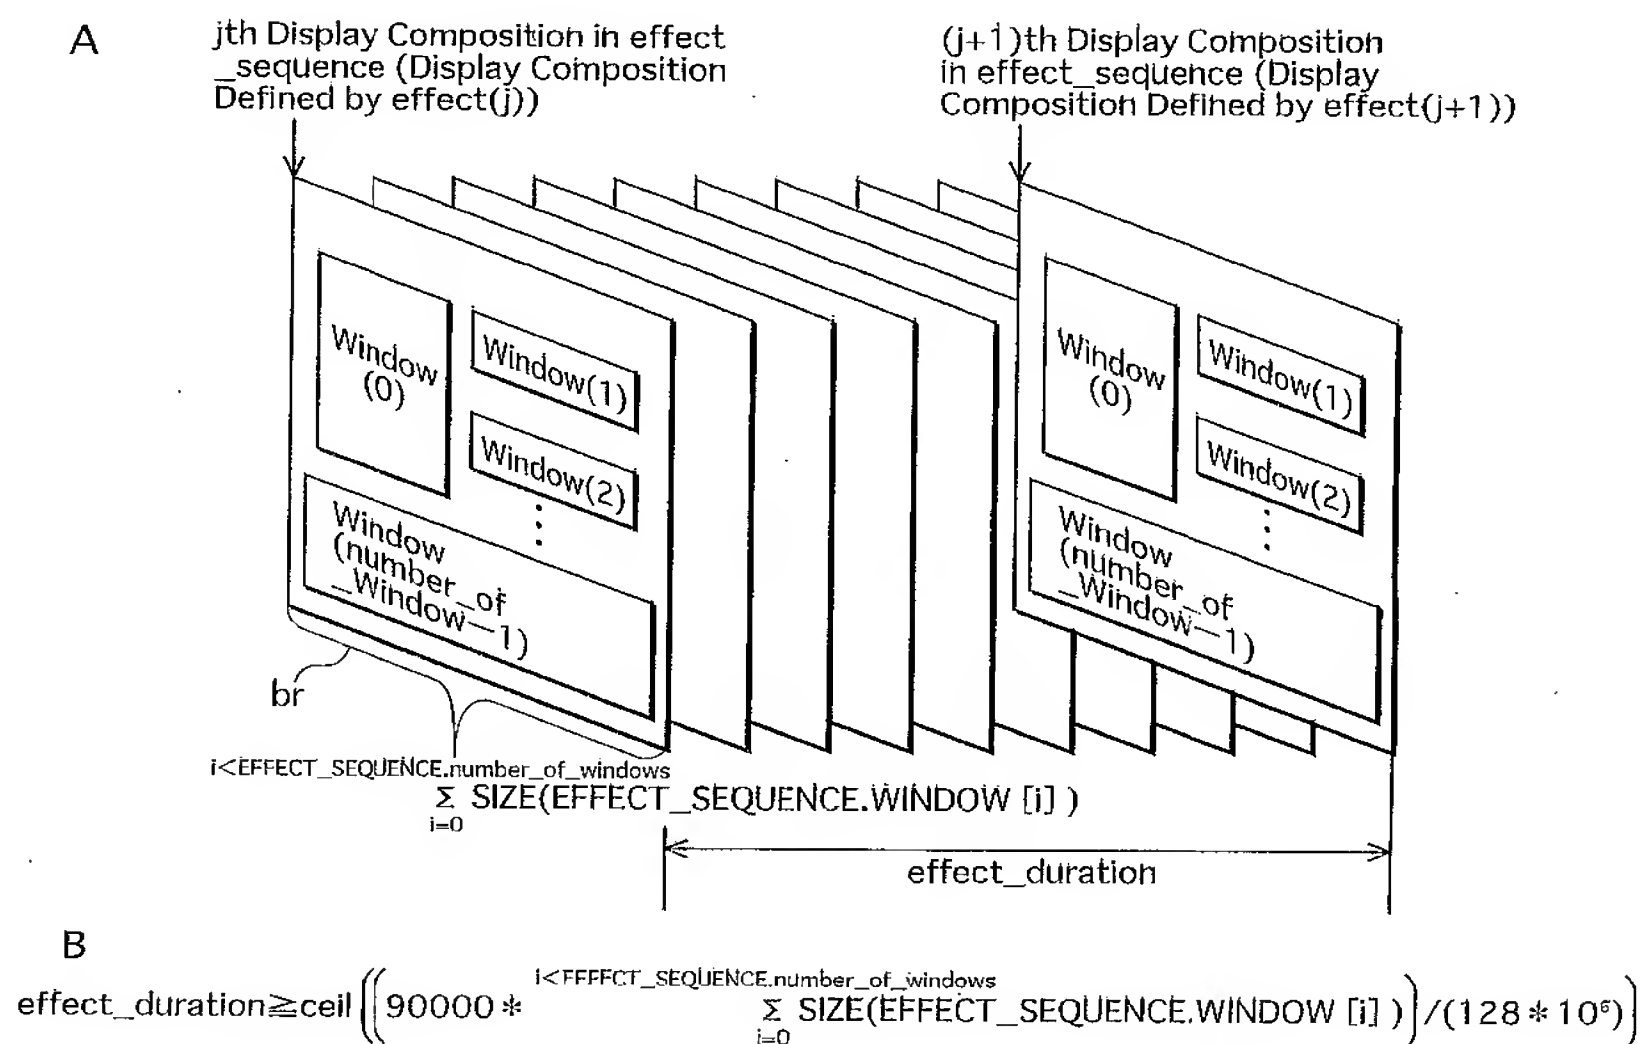 A
jth Display Composition in effect
_sequence (Display Composition
Defined by effect(j))
(j+1)th Display Composition
in effect_sequence (Display
Composition Defined by effect(j+1))
Window
(0)
Window(1)
Window(2)
Window
(number_of
_Window—1)
Window
(0)
Window(1)
Window(2)
Window
(number_of
_Window—1)
br
i<EFFECT_SEQUENCE.number_of_windows
Σ SIZE(EFFECT_SEQUENCE.WINDOW [i] )
i=0
effect_duration
B
i<FFFFCT_SEQUENCE.number_of_windows
effect_duration≧ceil((90000* Σ SIZE(EFFECT_SEQUENCE.WINDOW [i] ))/(128*10⁶))
i=0